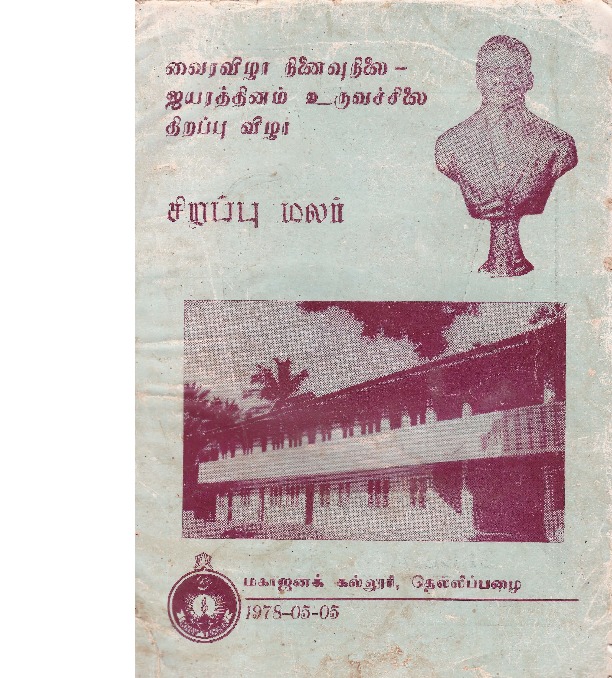 வைரவிழா நினைவுநிலை –
ஜயரத்தினம் உருவச்சிலை
திறப்பு விழா
சிறப்பு மலர்
மகாஜனக் கல்லூரி, தெல்லிப்பழை
1978-05-05